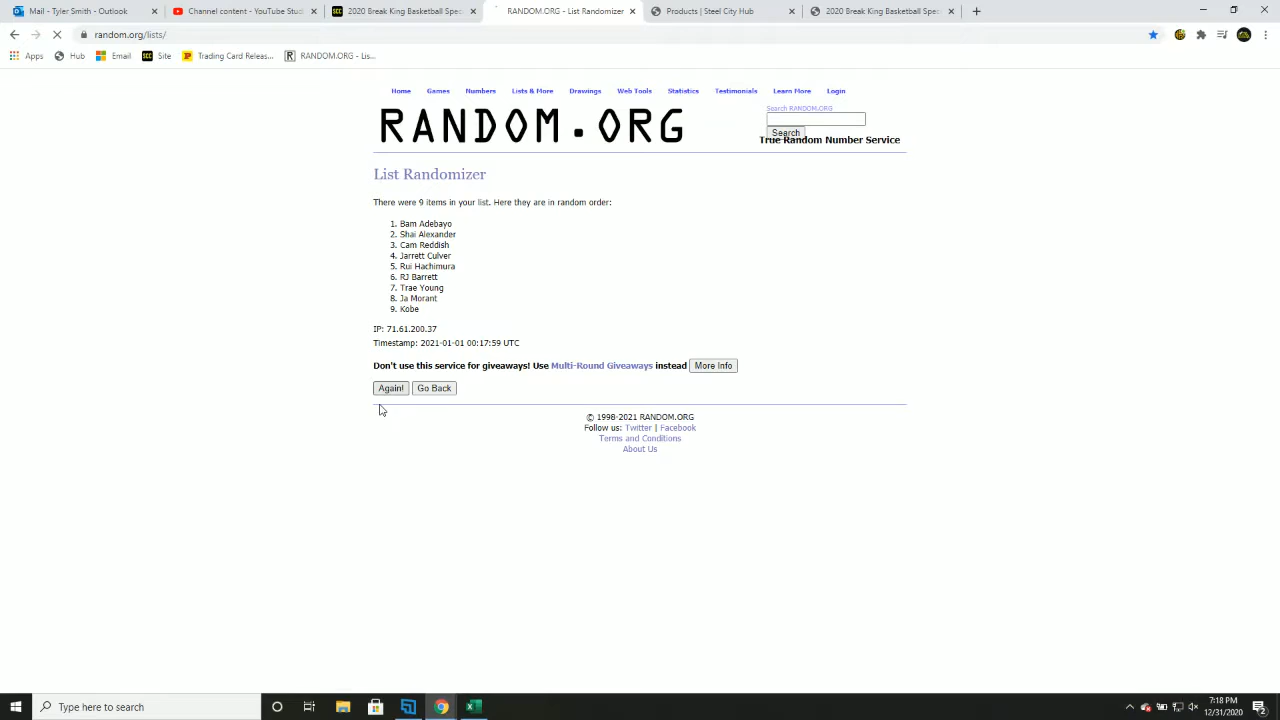 Mail - Tyler Smith - Outlook
Channel content - YouTube Studi
2020 Break King Basketball Spec
RANDOM.ORG - List Randomizer
Products | Steel City Hub
2020 Break King Basketball Spec
random.org/lists/
Apps
Hub
Email
Site
Trading Card Releas...
RANDOM.ORG - Lis...
Home
Games
Numbers
Lists & More
Drawings
Web Tools
Statistics
Testimonials
Learn More
Login
RANDOM.ORG
Search RANDOM.ORG
Search
True Random Number Service
List Randomizer
There were 9 items in your list. Here they are in random order:
1. Bam Adebayo
2. Shai Alexander
3. Cam Reddish
4. Jarrett Culver
5. Rui Hachimura
6. RJ Barrett
7. Trae Young
8. Ja Morant
9. Kobe
IP: 71.61.200.37
Timestamp: 2021-01-01 00:17:59 UTC
Don't use this service for giveaways! Use Multi-Round Giveaways instead More Info
Again! Go Back
© 1998-2021 RANDOM.ORG
Follow us: Twitter | Facebook
Terms and Conditions
About Us
Type here to search
7:18 PM
12/31/2020